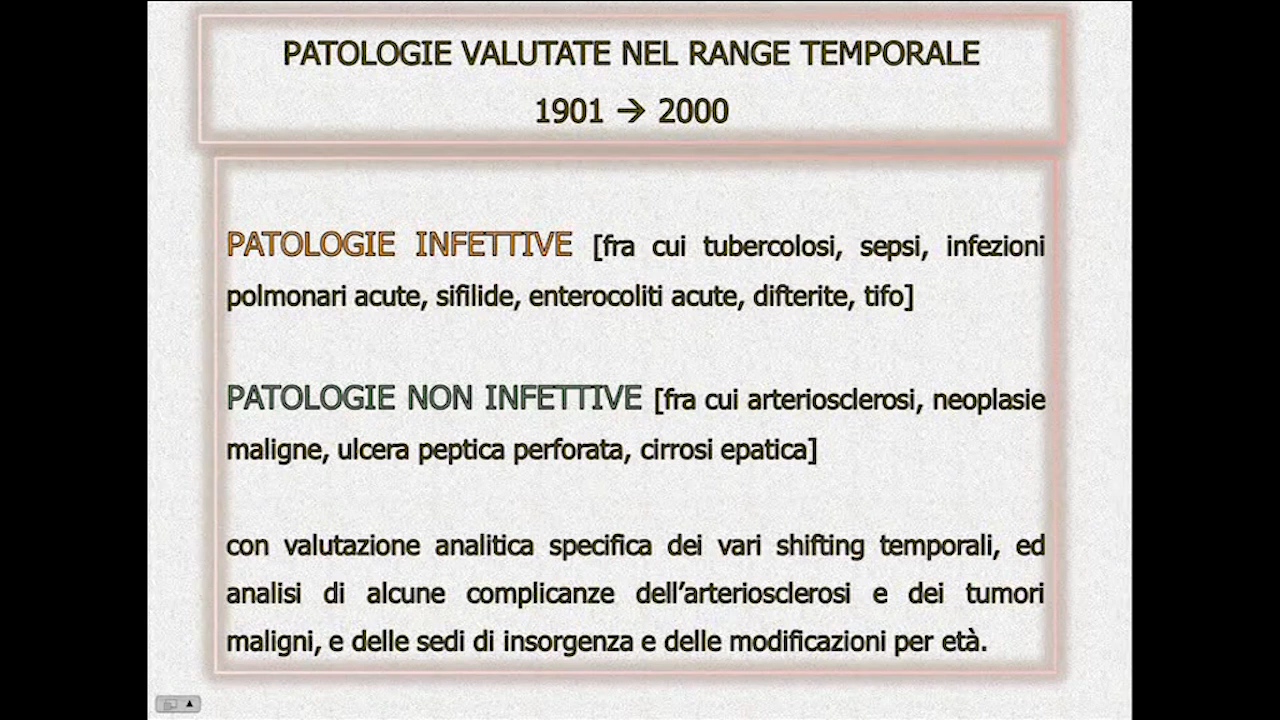 PATOLOGIE VALUTATE NEL RANGE TEMPORALE
1901 → 2000
PATOLOGIE INFETTIVE [fra cui tubercolosi, sepsi, infezioni
polmonari acute, sifilide, enterocoliti acute, difterite, tifo]
PATOLOGIE NON INFETTIVE [fra cui arteriosclerosi, neoplasie
maligne, ulcera peptica perforata, cirrosi epatica]
con valutazione analitica specifica dei vari shifting temporali, ed
analisi di alcune complicanze dell’arteriosclerosi e dei tumori
maligni, e delle sedi di insorgenza e delle modificazioni per età.